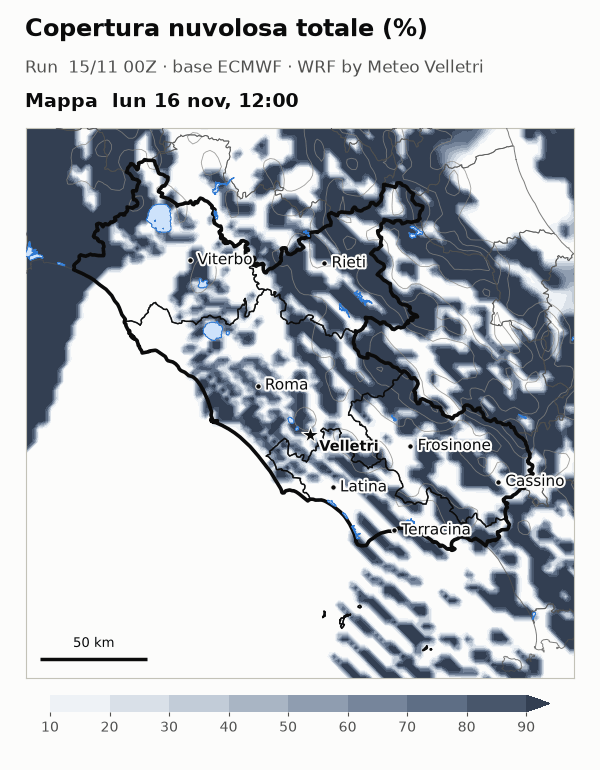 Copertura nuvolosa totale (%)
Run 15/11 00Z · base ECMWF · WRF by Meteo Velletri
Mappa lun 16 nov, 12:00
Viterbo
Rieti
Roma
Velletri
Frosinone
Latina
Cassino
Terracina
50 km
10 20 30 40 50 60 70 80 90